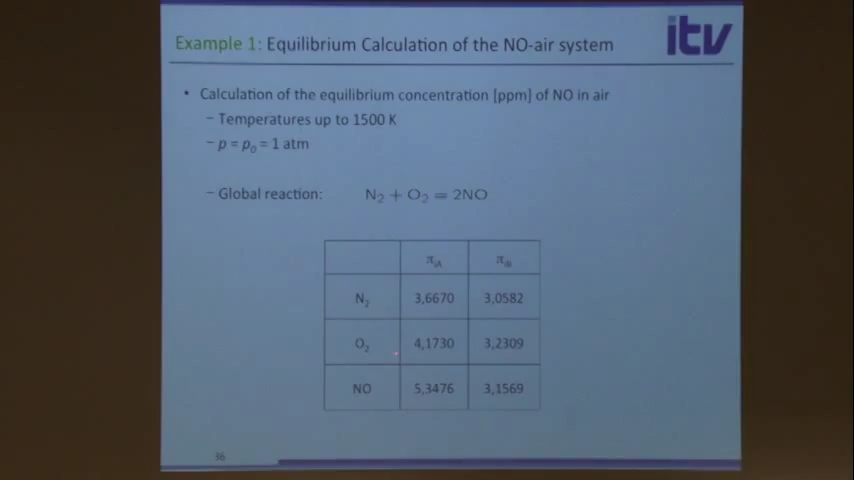 Example 1: Equilibrium Calculation of the NO-air system
itv
• Calculation of the equilibrium concentration [ppm] of NO in air
– Temperatures up to 1500 K
– p = p₀ = 1 atm
– Global reaction: N₂ + O₂ = 2NO
π_iA π_iB
N₂ 3,6670 3,0582
O₂ 4,1730 3,2309
NO 5,3476 3,1569
36